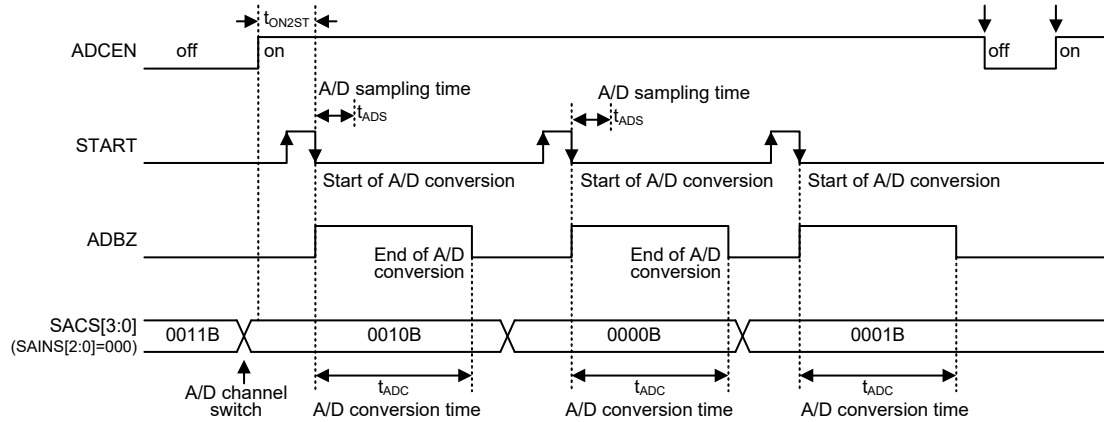 tON2ST
ADCEN
off
on
off
on
A/D sampling time
tADS
A/D sampling time
tADS
START
Start of A/D conversion
Start of A/D conversion
Start of A/D conversion
ADBZ
End of A/D
conversion
End of A/D
conversion
SACS[3:0]
(SAINS[2:0]=000)
0011B
0010B
0000B
0001B
A/D channel
switch
tADC
A/D conversion time
tADC
A/D conversion time
tADC
A/D conversion time